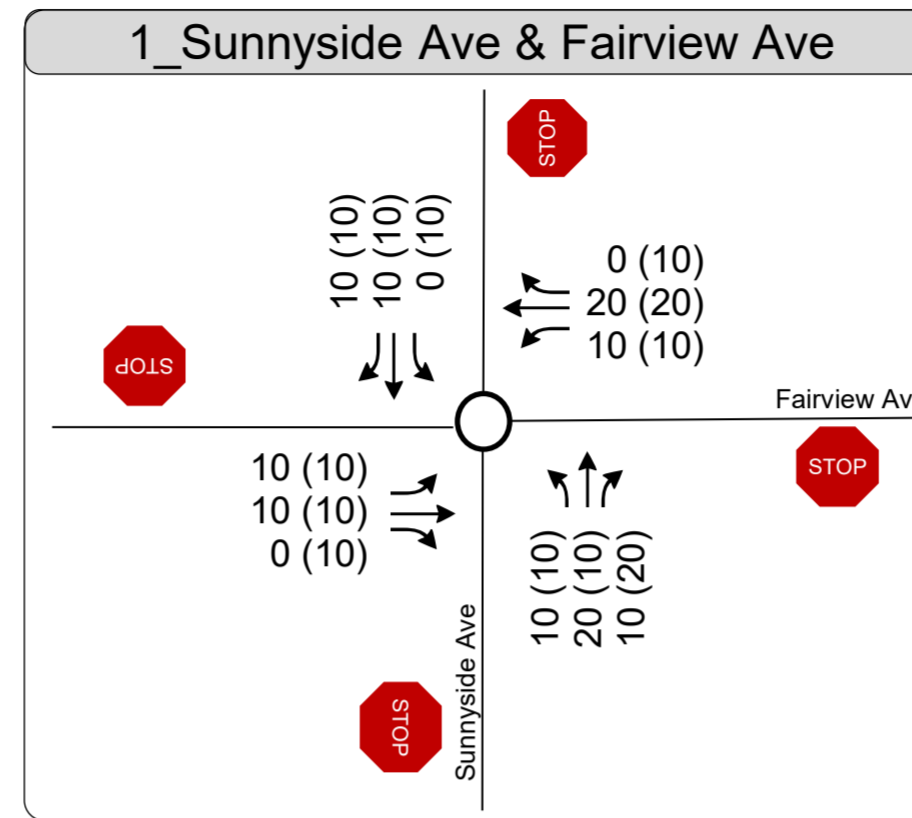 1_Sunnyside Ave & Fairview Ave
STOP
10 (10)
10 (10)
0 (10)
0 (10)
20 (20)
10 (10)
STOP
Fairview Av
STOP
10 (10)
10 (10)
0 (10)
10 (10)
20 (10)
10 (20)
Sunnyside Ave
STOP